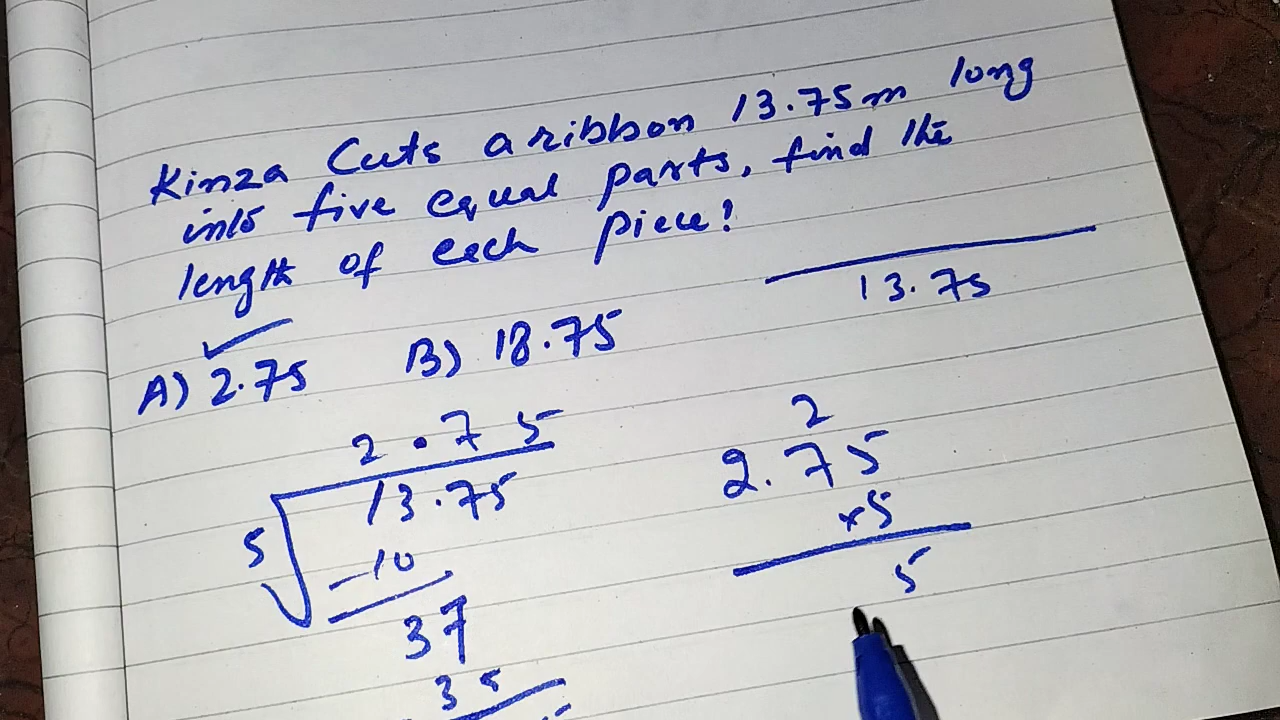 Kinza Cuts a ribbon 13.75m long
into five equal parts, find the
length of each piece?
13.75
A) 2.75 B) 18.75
2.75
5 13.75
-10
37
35
2
2.75
x5
5